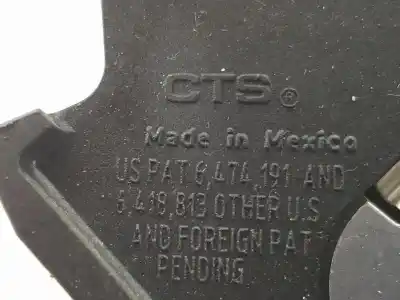 CTS®
Made in Mexico
US PAT 6,474,191 AND
6,418,813 OTHER U.S
AND FOREIGN PAT
PENDING